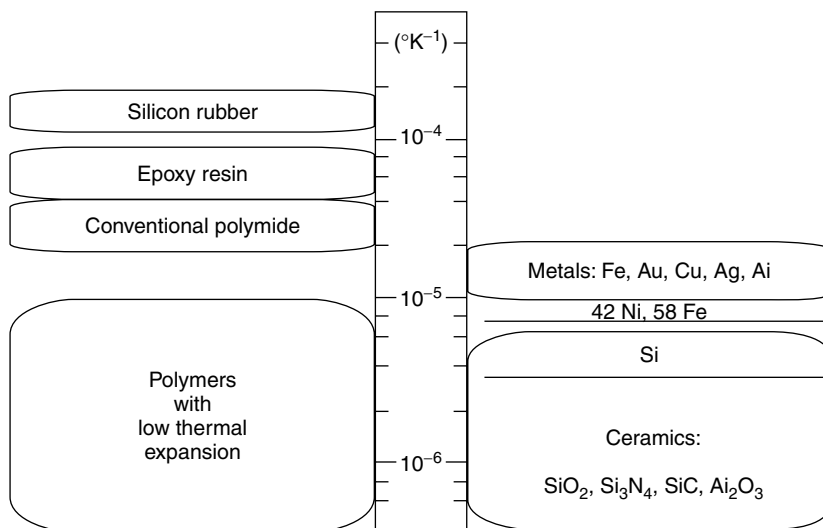 (°K⁻¹)
Silicon rubber
10⁻⁴
Epoxy resin
Conventional polymide
Metals: Fe, Au, Cu, Ag, Ai
10⁻⁵
42 Ni, 58 Fe
Si
Polymers
with
low thermal
expansion
Ceramics:
10⁻⁶
SiO₂, Si₃N₄, SiC, Ai₂O₃